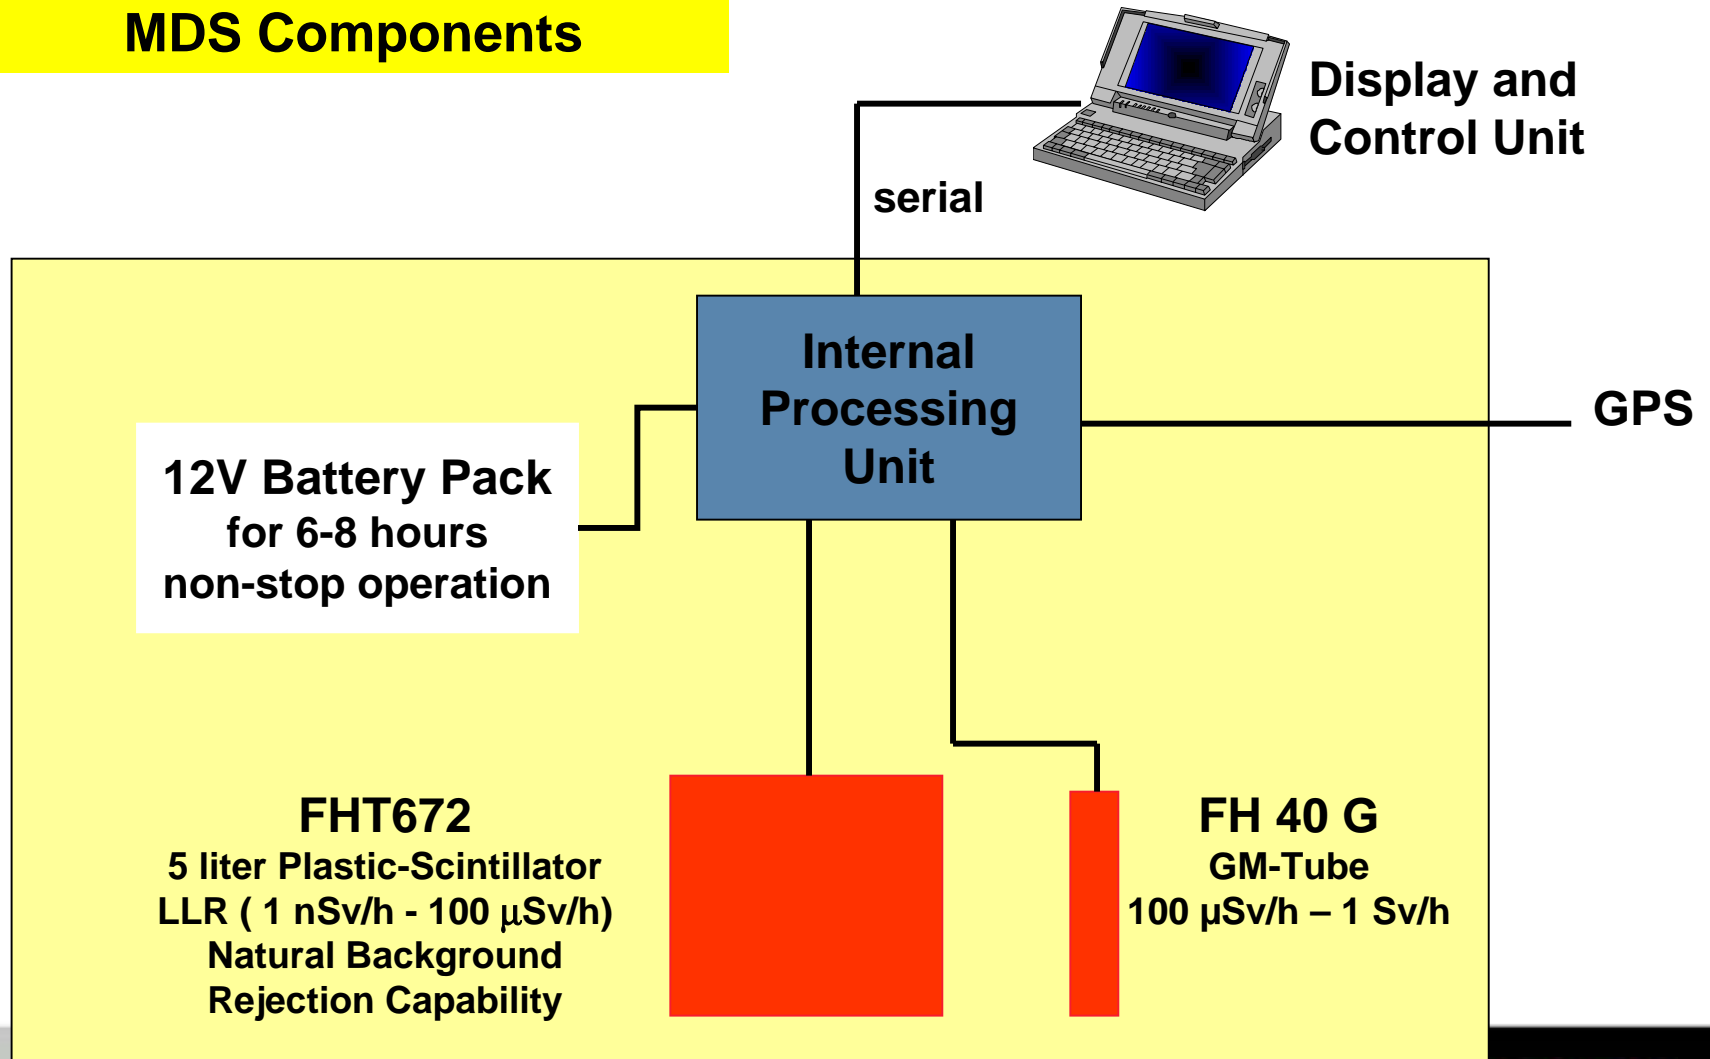 MDS Components
Display and
Control Unit
serial
Internal
Processing
Unit
GPS
12V Battery Pack
for 6-8 hours
non-stop operation
FHT672
5 liter Plastic-Scintillator
LLR ( 1 nSv/h - 100 μSv/h)
Natural Background
Rejection Capability
FH 40 G
GM-Tube
100 µSv/h – 1 Sv/h